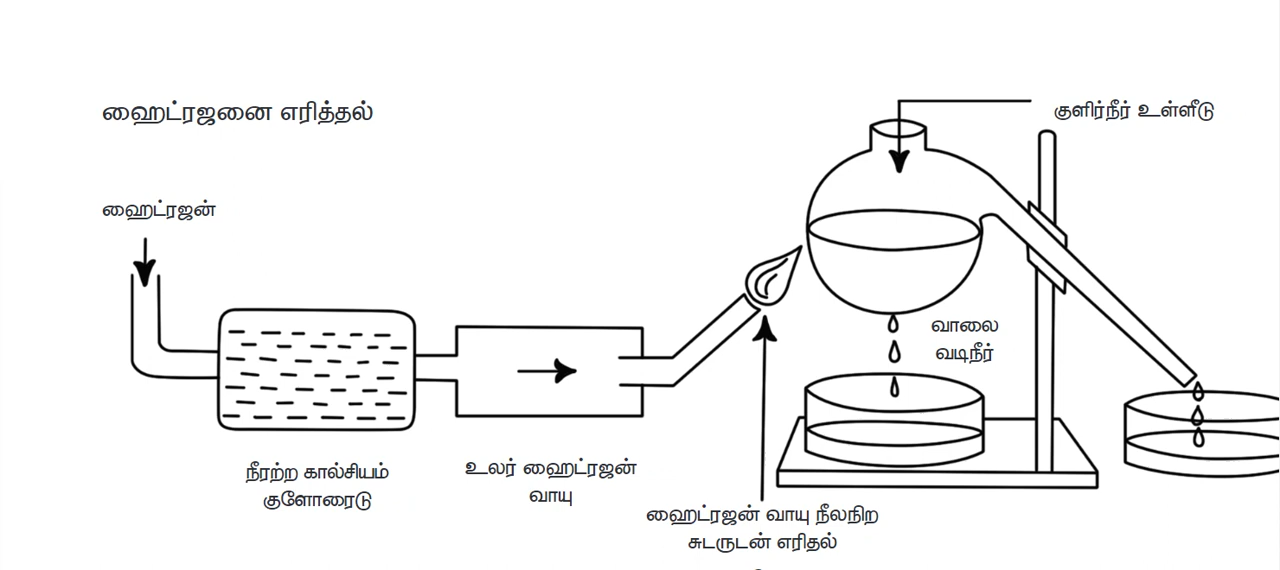 ஹைட்ரஜனை எரித்தல்
குளிர்நீர் உள்ளீடு
ஹைட்ரஜன்
வாலை
வடிநீர்
நீரற்ற கால்சியம்
குளோரைடு
உலர் ஹைட்ரஜன்
வாயு
ஹைட்ரஜன் வாயு நீலநிற
சுடருடன் எரிதல்